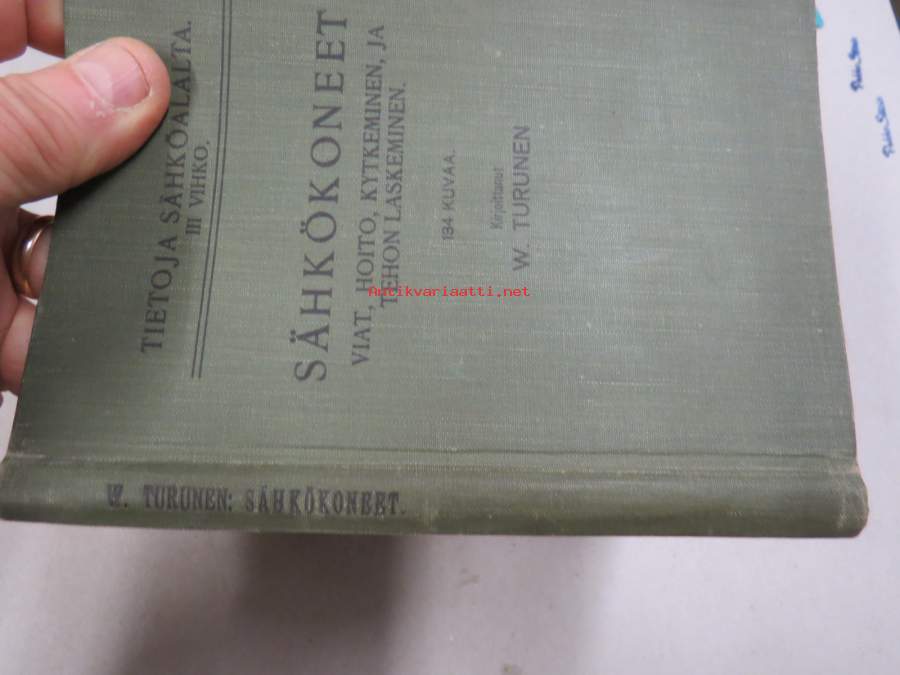 TIETOJA SÄHKÖALALTA.
III VIHKO.
SÄHKÖKONEET
VIAT, HOITO, KYTKEMINEN, JA
TEHON LASKEMINEN.
184 KUVAA.
Kirjoittanut
W. TURUNEN
W. TURUNEN: SÄHKÖKONEET.
Antikvariaatti.net